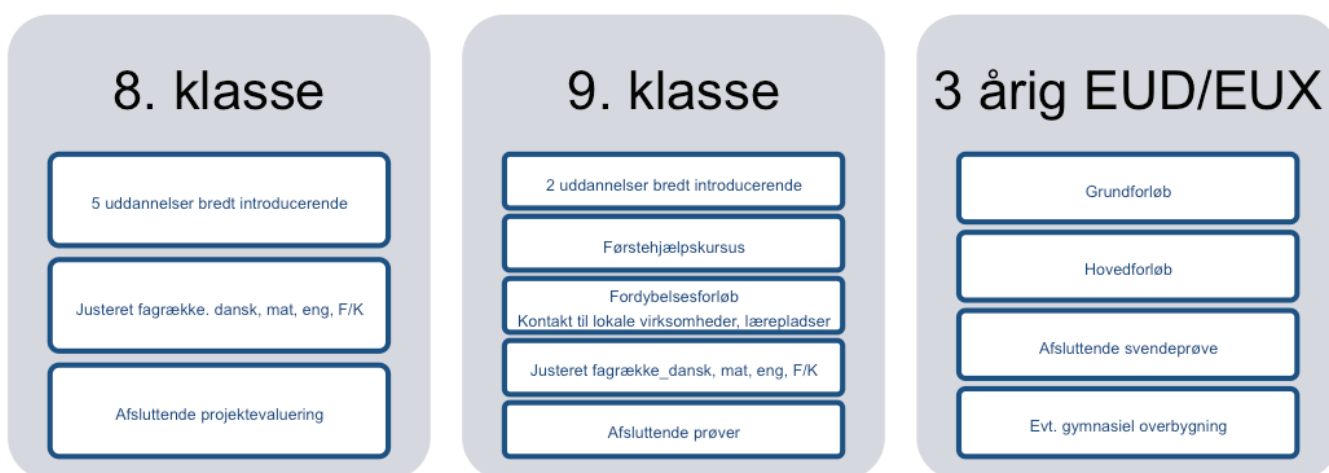 8. klasse
5 uddannelser bredt introducerende
Justeret fagrække. dansk, mat, eng, F/K
Afsluttende projektevaluering
9. klasse
2 uddannelser bredt introducerende
Førstehjælpskursus
Fordybelsesforløb
Kontakt til lokale virksomheder, lærepladser
Justeret fagrække_dansk, mat, eng, F/K
Afsluttende prøver
3 årig EUD/EUX
Grundforløb
Hovedforløb
Afsluttende svendeprøve
Evt. gymnasiel overbygning